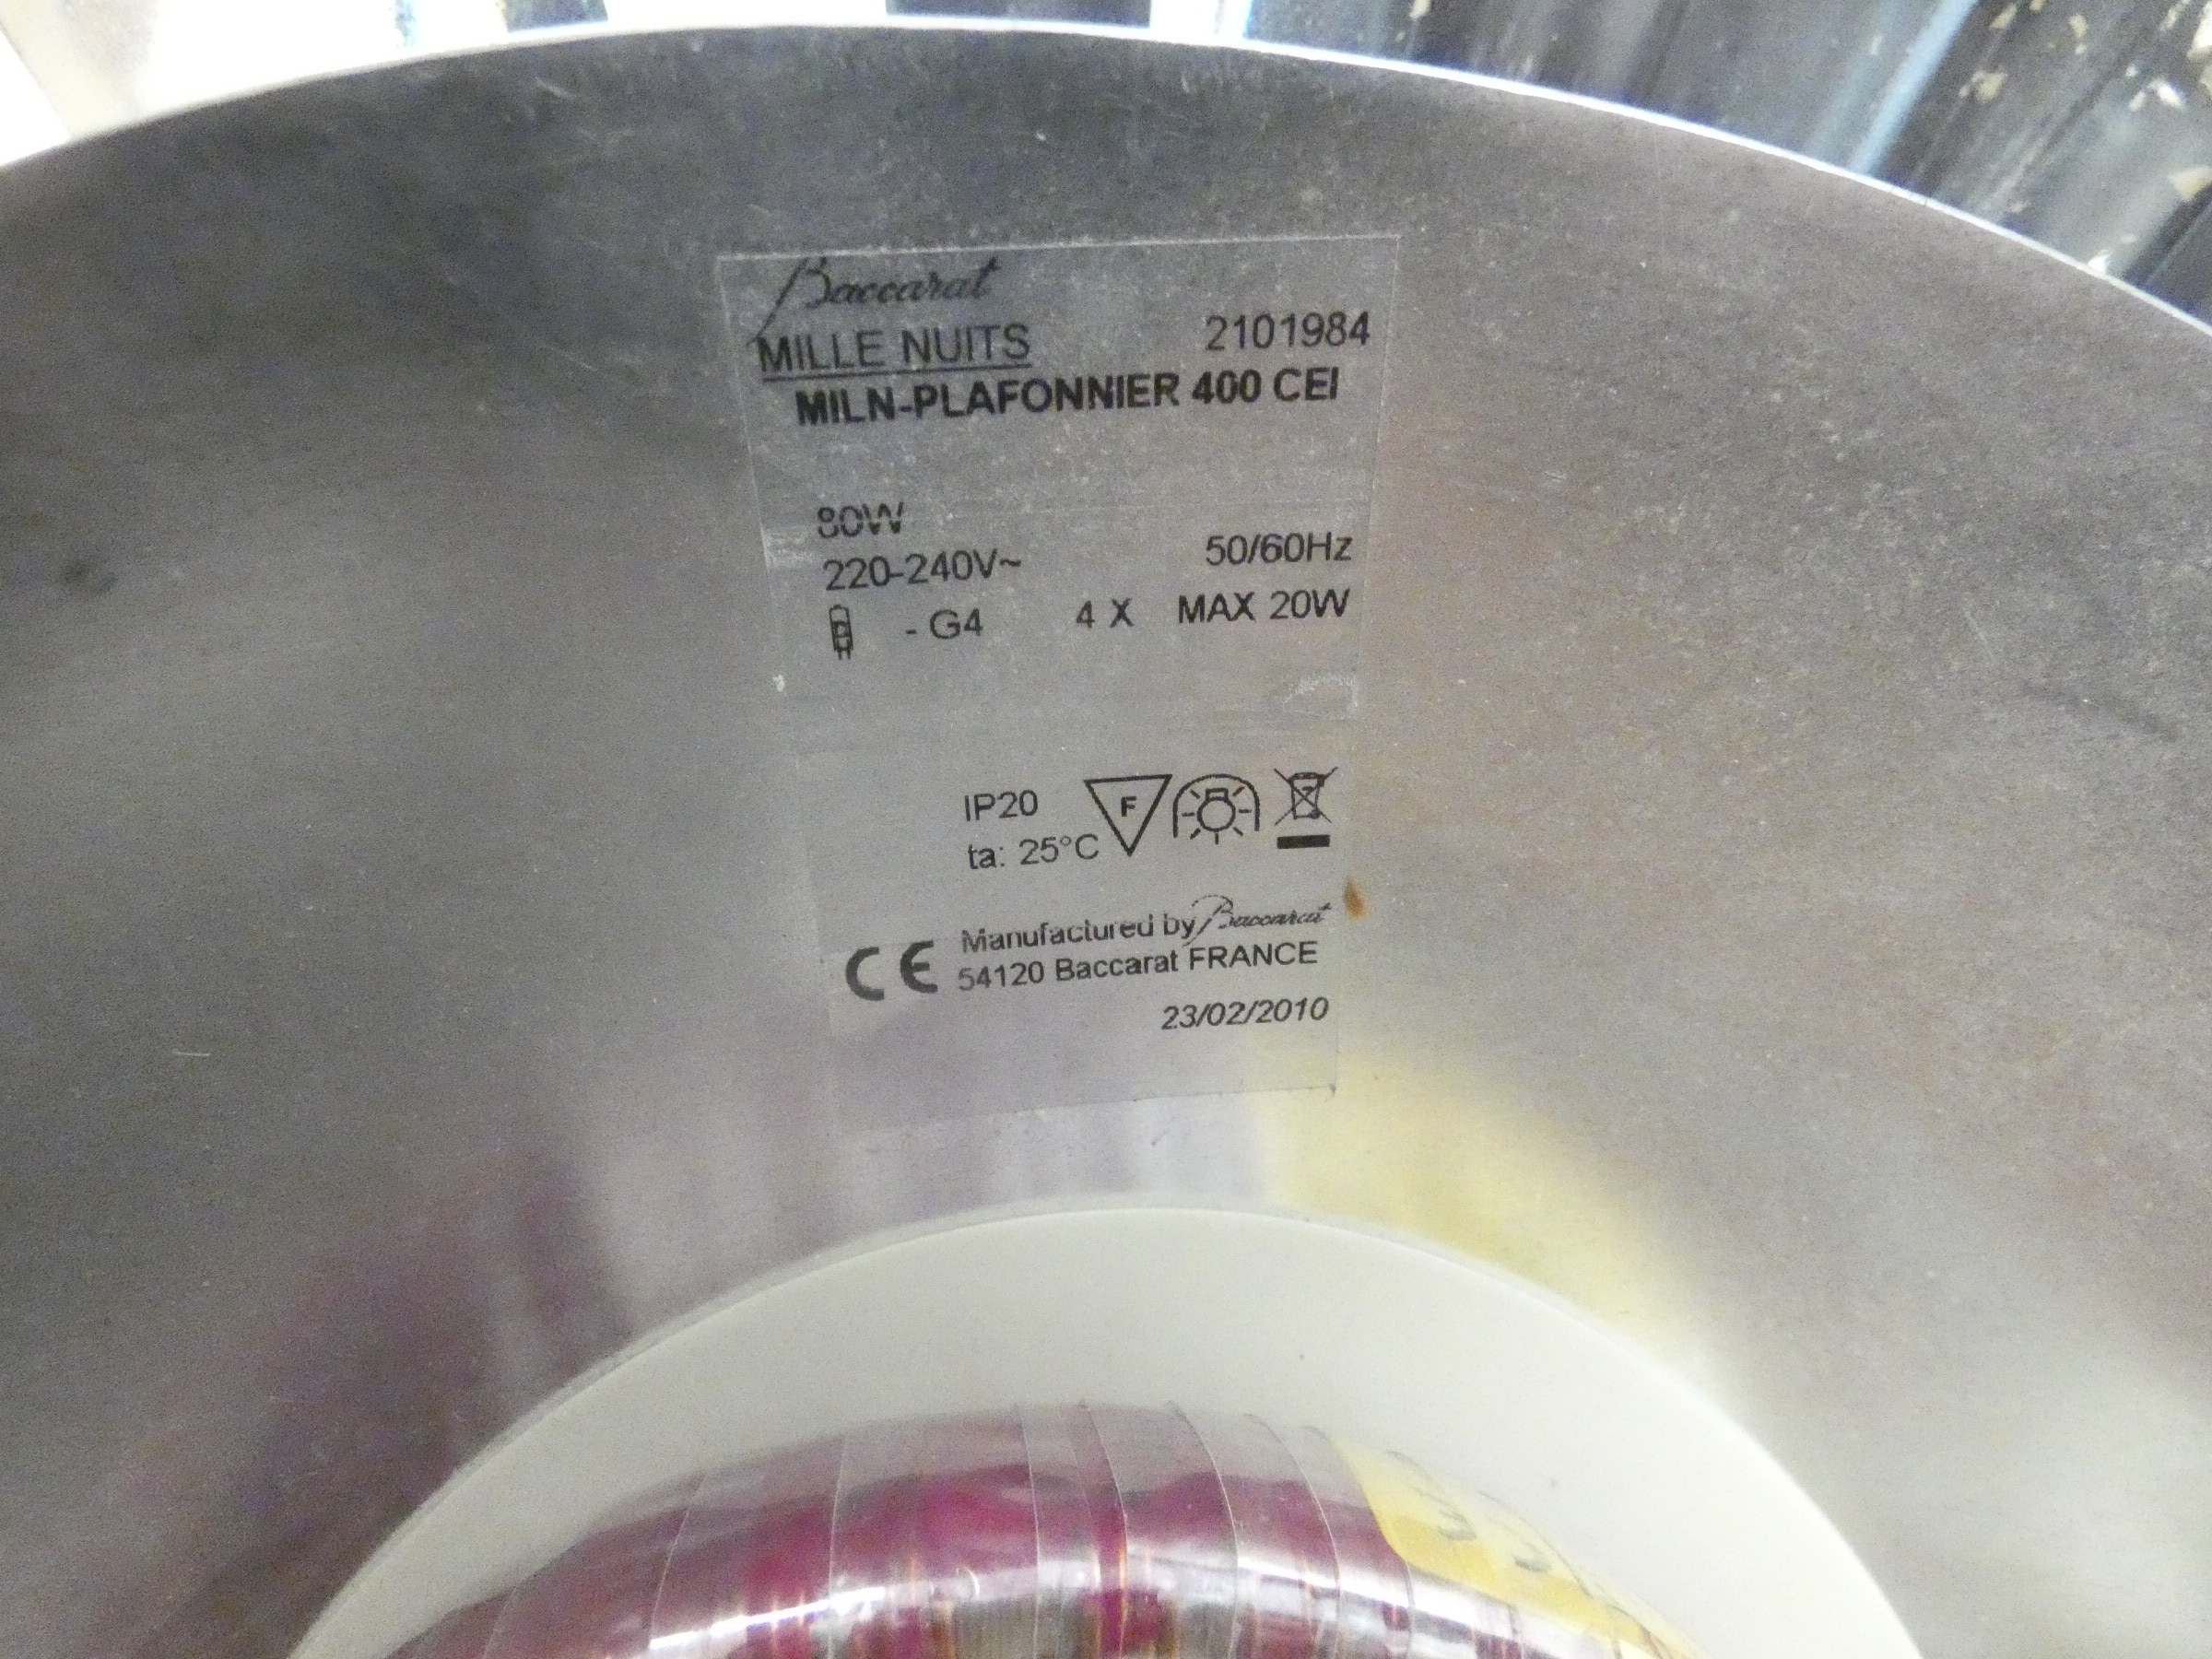 Baccarat
MILLE NUITS 2101984
MILN-PLAFONNIER 400 CEI
80W
220-240V~ 50/60Hz
- G4 4 X MAX 20W
IP20 F
ta: 25°C
Manufactured by Baccarat
CE 54120 Baccarat FRANCE
23/02/2010